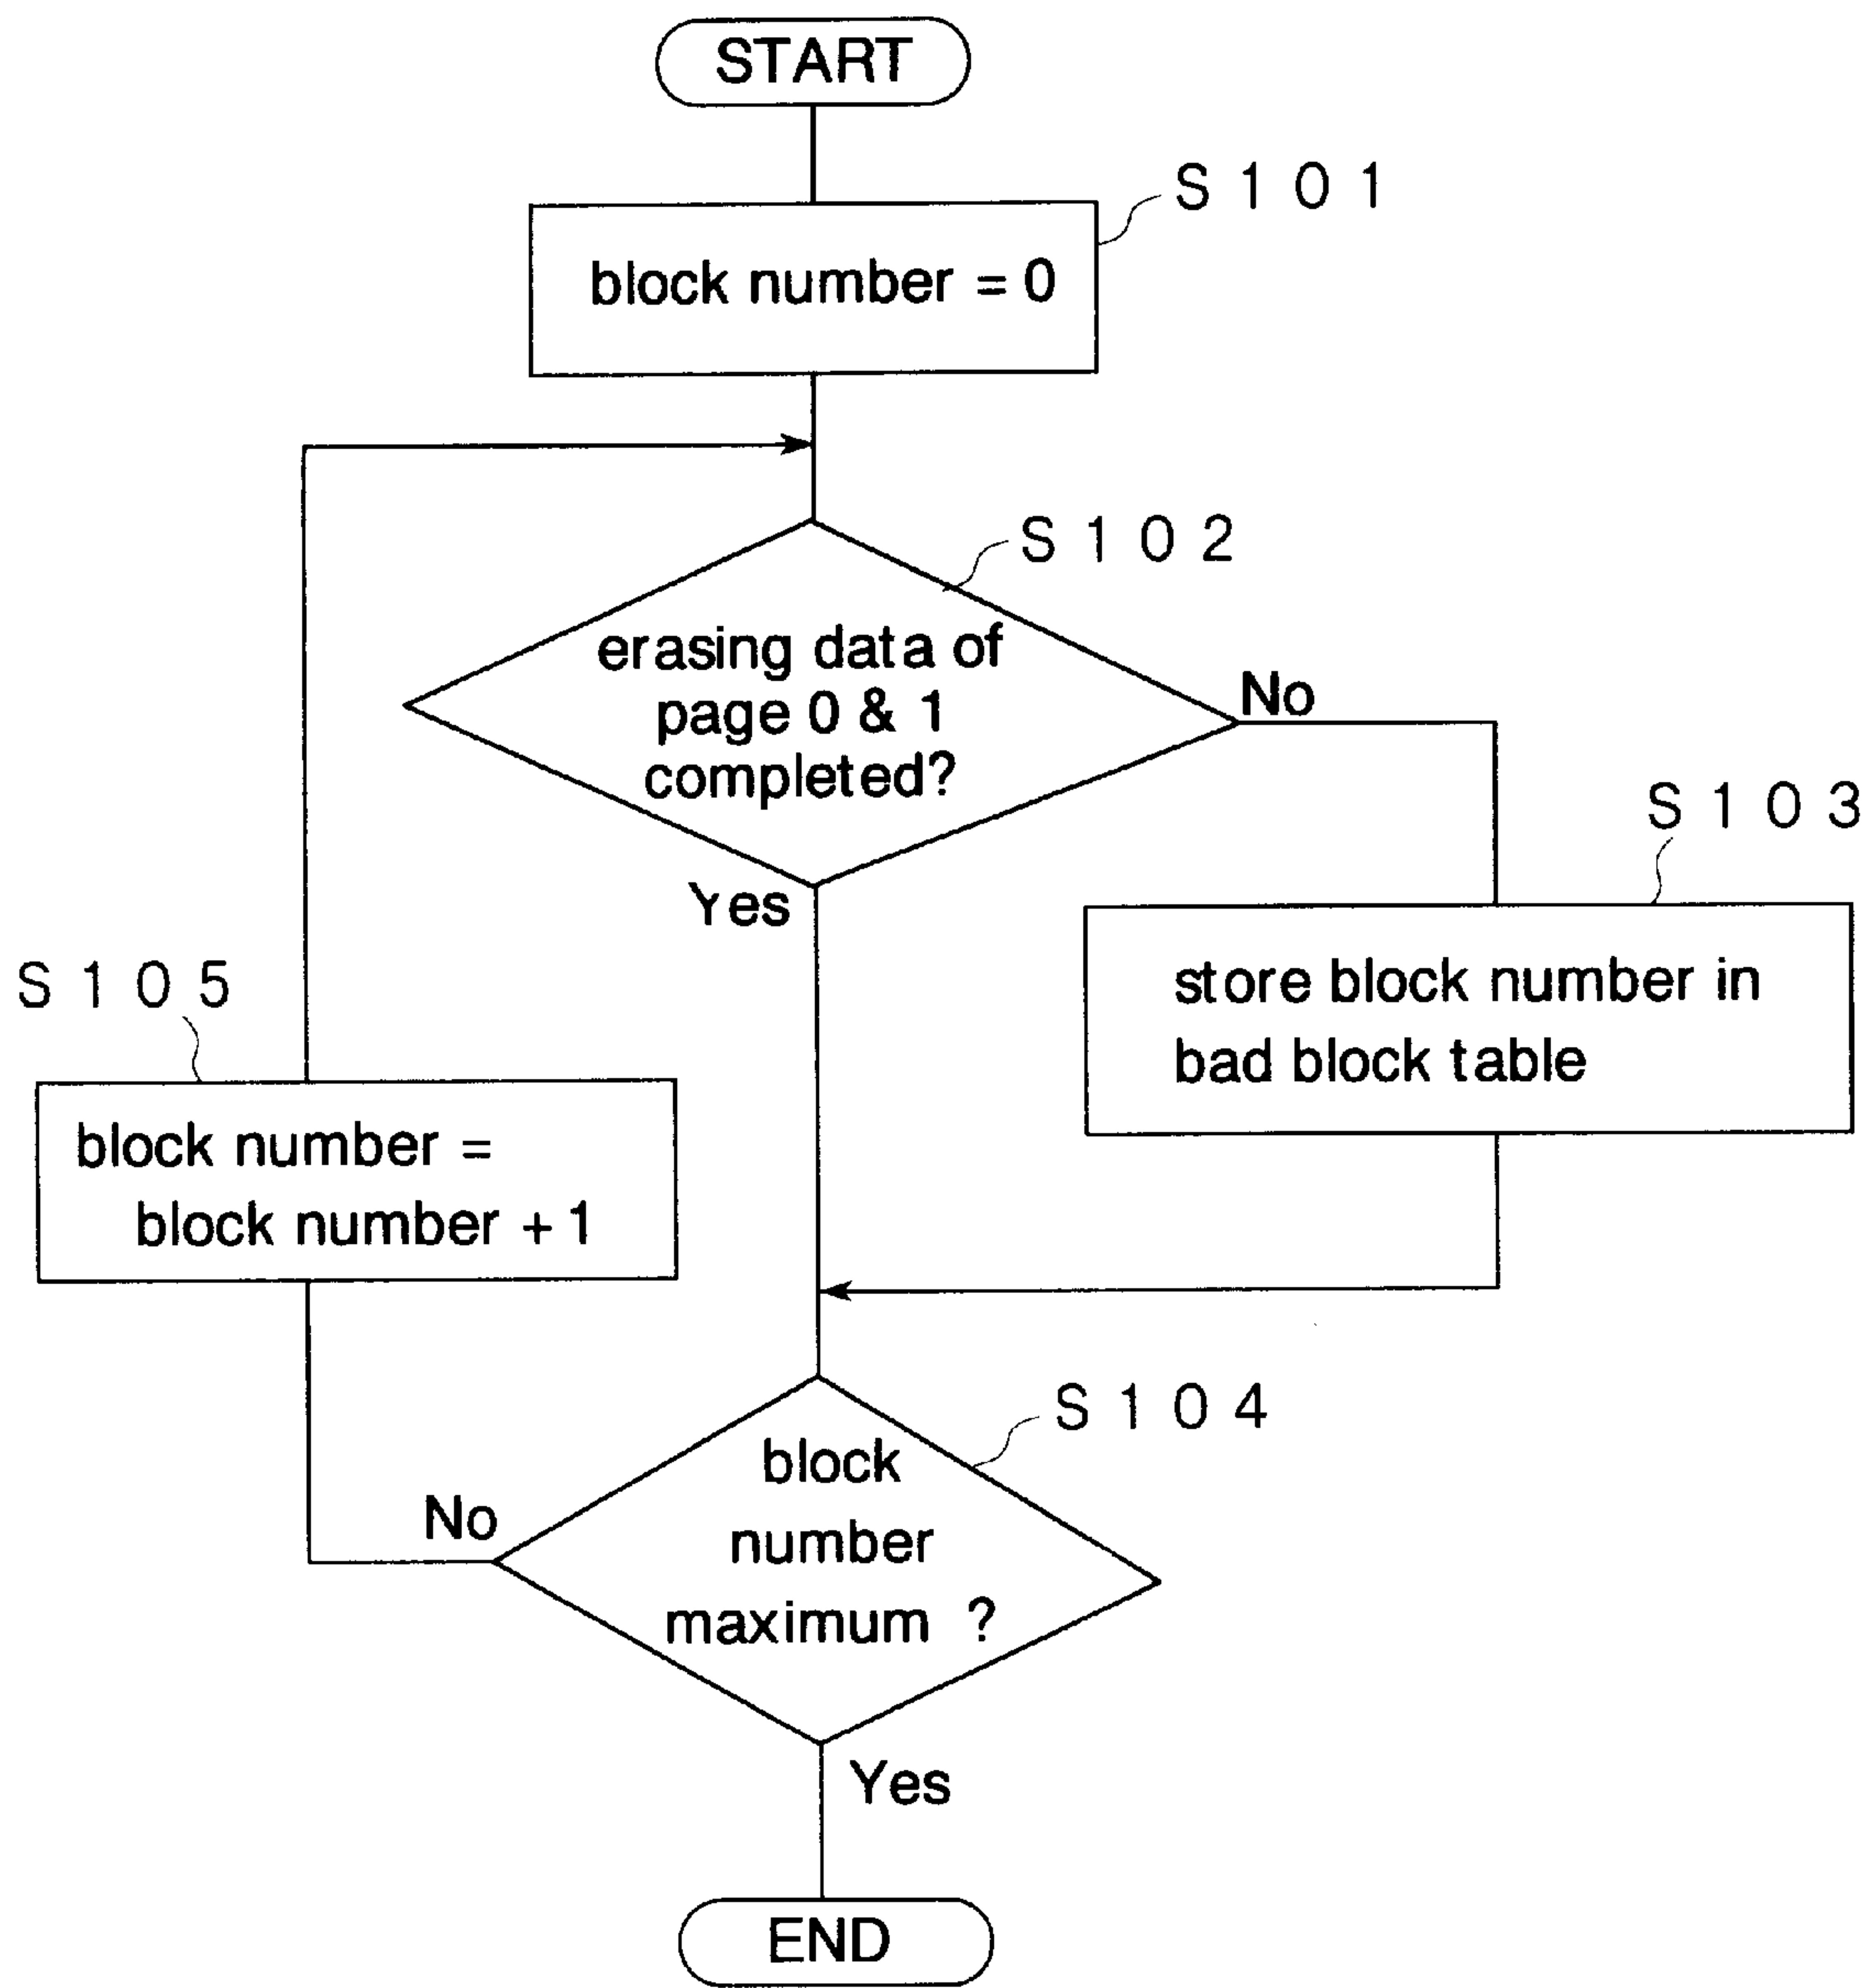 START
S101
block number = 0
S102
erasing data of
page 0 & 1
completed?
No
Yes
S103
store block number in
bad block table
S105
block number =
block number + 1
S104
block
number
maximum ?
No
Yes
END